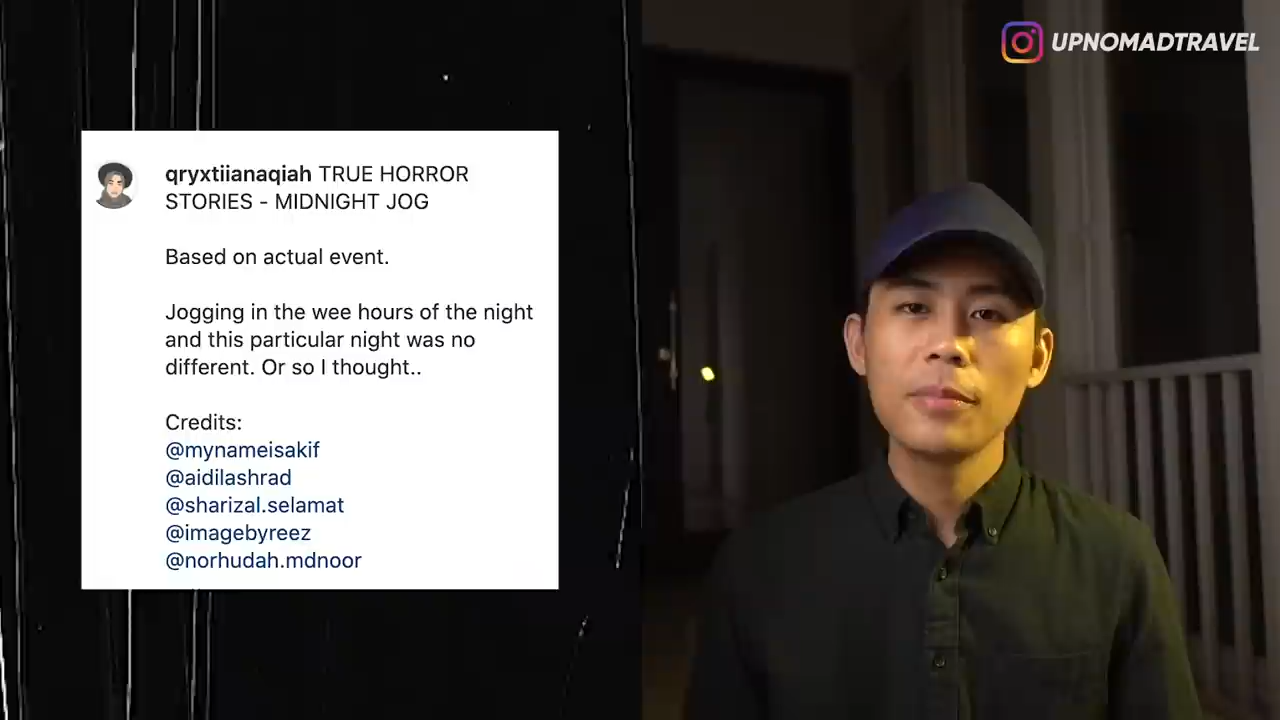 qryxtiianaqiah TRUE HORROR
STORIES - MIDNIGHT JOG
Based on actual event.
Jogging in the wee hours of the night
and this particular night was no
different. Or so I thought..
Credits:
@mynameisakif
@aidilashrad
@sharizal.selamat
@imagebyreez
@norhudah.mdnoor
UPNOMADTRAVEL